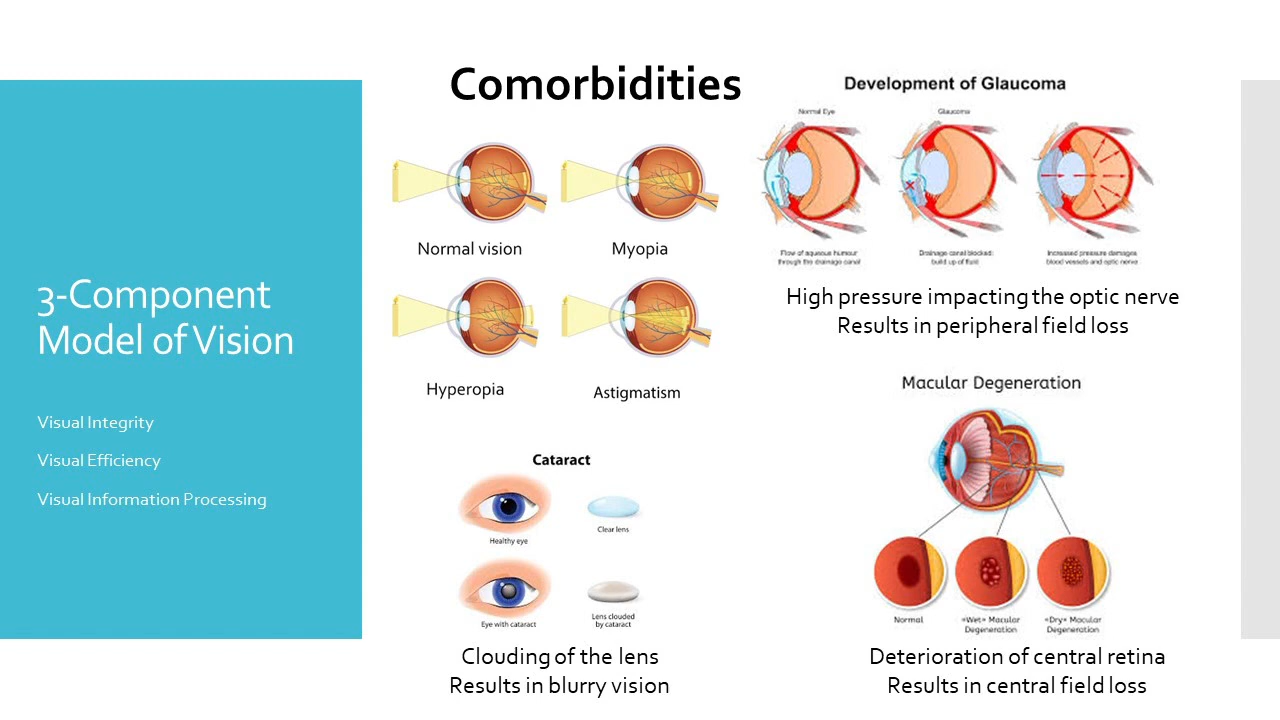 3-Component
Model of Vision
Visual Integrity
Visual Efficiency
Visual Information Processing
Comorbidities
Normal vision
Myopia
Hyperopia
Astigmatism
Development of Glaucoma
Normal Eye
Glaucoma
Flow of aqueous humour
through the drainage canal
Drainage canal blocked;
build up of fluid
Increased pressure damages
blood vessels and optic nerve
High pressure impacting the optic nerve
Results in peripheral field loss
Cataract
Healthy eye
Clear lens
Eye with cataract
Lens clouded
by cataract
Clouding of the lens
Results in blurry vision
Macular Degeneration
Normal
«Wet» Macular
Degeneration
«Dry» Macular
Degeneration
Deterioration of central retina
Results in central field loss